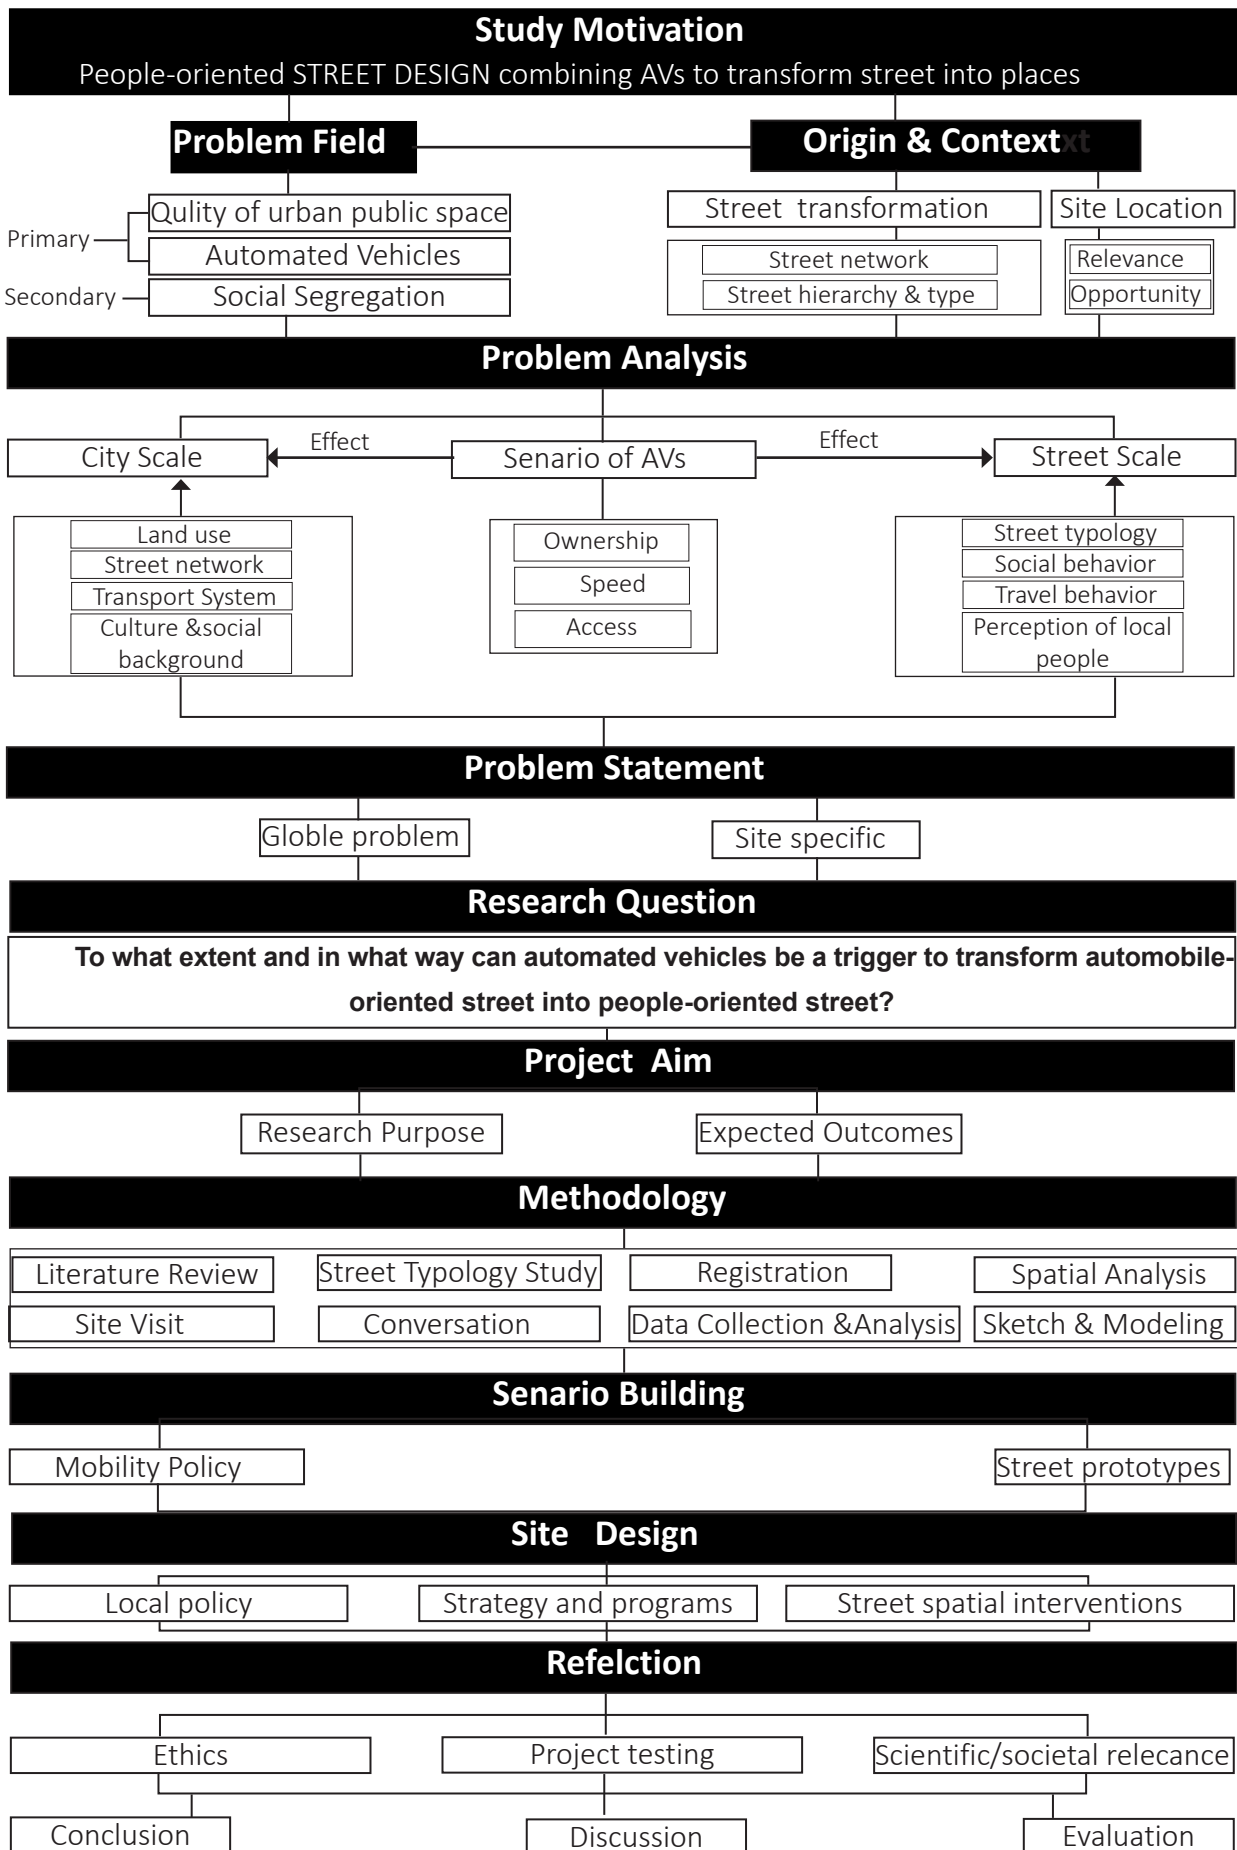 Study Motivation
People-oriented STREET DESIGN combining AVs to transform street into places
Problem Field
Origin & Contextxt
Primary
Qulity of urban public space
Automated Vehicles
Secondary
Social Segregation
Street transformation
Street network
Street hierarchy & type
Site Location
Relevance
Opportunity
Problem Analysis
City Scale
Effect
Senario of AVs
Effect
Street Scale
Land use
Street network
Transport System
Culture &social
background
Ownership
Speed
Access
Street typology
Social behavior
Travel behavior
Perception of local
people
Problem Statement
Globle problem
Site specific
Research Question
To what extent and in what way can automated vehicles be a trigger to transform automobile-
oriented street into people-oriented street?
Project Aim
Research Purpose
Expected Outcomes
Methodology
Literature Review
Street Typology Study
Registration
Spatial Analysis
Site Visit
Conversation
Data Collection &Analysis
Sketch & Modeling
Senario Building
Mobility Policy
Street prototypes
Site Design
Local policy
Strategy and programs
Street spatial interventions
Refelction
Ethics
Project testing
Scientific/societal relecance
Conclusion
Discussion
Evaluation